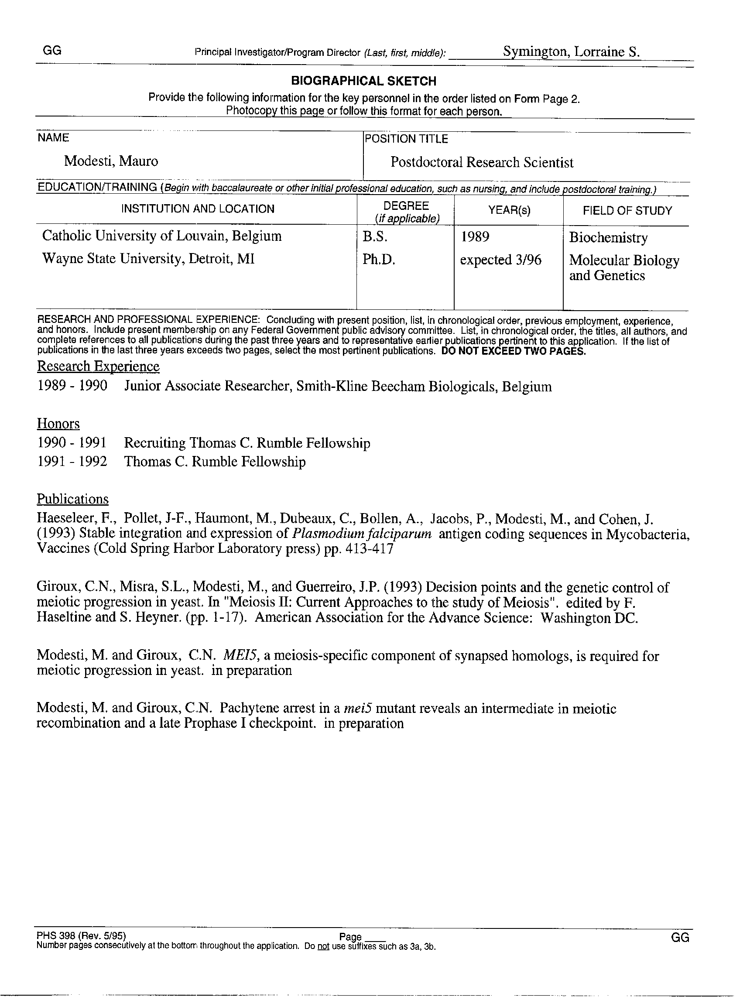 GG Principal Investigator/Program Director (Last, first, middle): Symington, Lorraine S.
BIOGRAPHICAL SKETCH
Provide the following information for the key personnel in the order listed on Form Page 2.
Photocopy this page or follow this format for each person.
NAME POSITION TITLE
Modesti, Mauro Postdoctoral Research Scientist
EDUCATION/TRAINING (Begin with baccalaureate or other initial professional education, such as nursing, and include postdoctoral training.)
INSTITUTION AND LOCATION DEGREE (if applicable) YEAR(s) FIELD OF STUDY
Catholic University of Louvain, Belgium B.S. 1989 Biochemistry
Wayne State University, Detroit, MI Ph.D. expected 3/96 Molecular Biology
and Genetics
RESEARCH AND PROFESSIONAL EXPERIENCE: Concluding with present position, list, in chronological order, previous employment, experience,
and honors. Include present membership on any Federal Government public advisory committee. List, in chronological order, the titles, all authors, and
complete references to all publications during the past three years and to representative earlier publications pertinent to this application. If the list of
publications in the last three years exceeds two pages, select the most pertinent publications. DO NOT EXCEED TWO PAGES.
Research Experience
1989 - 1990 Junior Associate Researcher, Smith-Kline Beecham Biologicals, Belgium
Honors
1990 - 1991 Recruiting Thomas C. Rumble Fellowship
1991 - 1992 Thomas C. Rumble Fellowship
Publications
Haeseleer, F., Pollet, J-F., Haumont, M., Dubeaux, C., Bollen, A., Jacobs, P., Modesti, M., and Cohen, J.
(1993) Stable integration and expression of Plasmodium falciparum antigen coding sequences in Mycobacteria,
Vaccines (Cold Spring Harbor Laboratory press) pp. 413-417
Giroux, C.N., Misra, S.L., Modesti, M., and Guerreiro, J.P. (1993) Decision points and the genetic control of
meiotic progression in yeast. In "Meiosis II: Current Approaches to the study of Meiosis". edited by F.
Haseltine and S. Heyner. (pp. 1-17). American Association for the Advance Science: Washington DC.
Modesti, M. and Giroux, C.N. MEI5, a meiosis-specific component of synapsed homologs, is required for
meiotic progression in yeast. in preparation
Modesti, M. and Giroux, C.N. Pachytene arrest in a mei5 mutant reveals an intermediate in meiotic
recombination and a late Prophase I checkpoint. in preparation
PHS 398 (Rev. 5/95) Page ____ GG
Number pages consecutively at the bottom throughout the application. Do not use suffixes such as 3a, 3b.